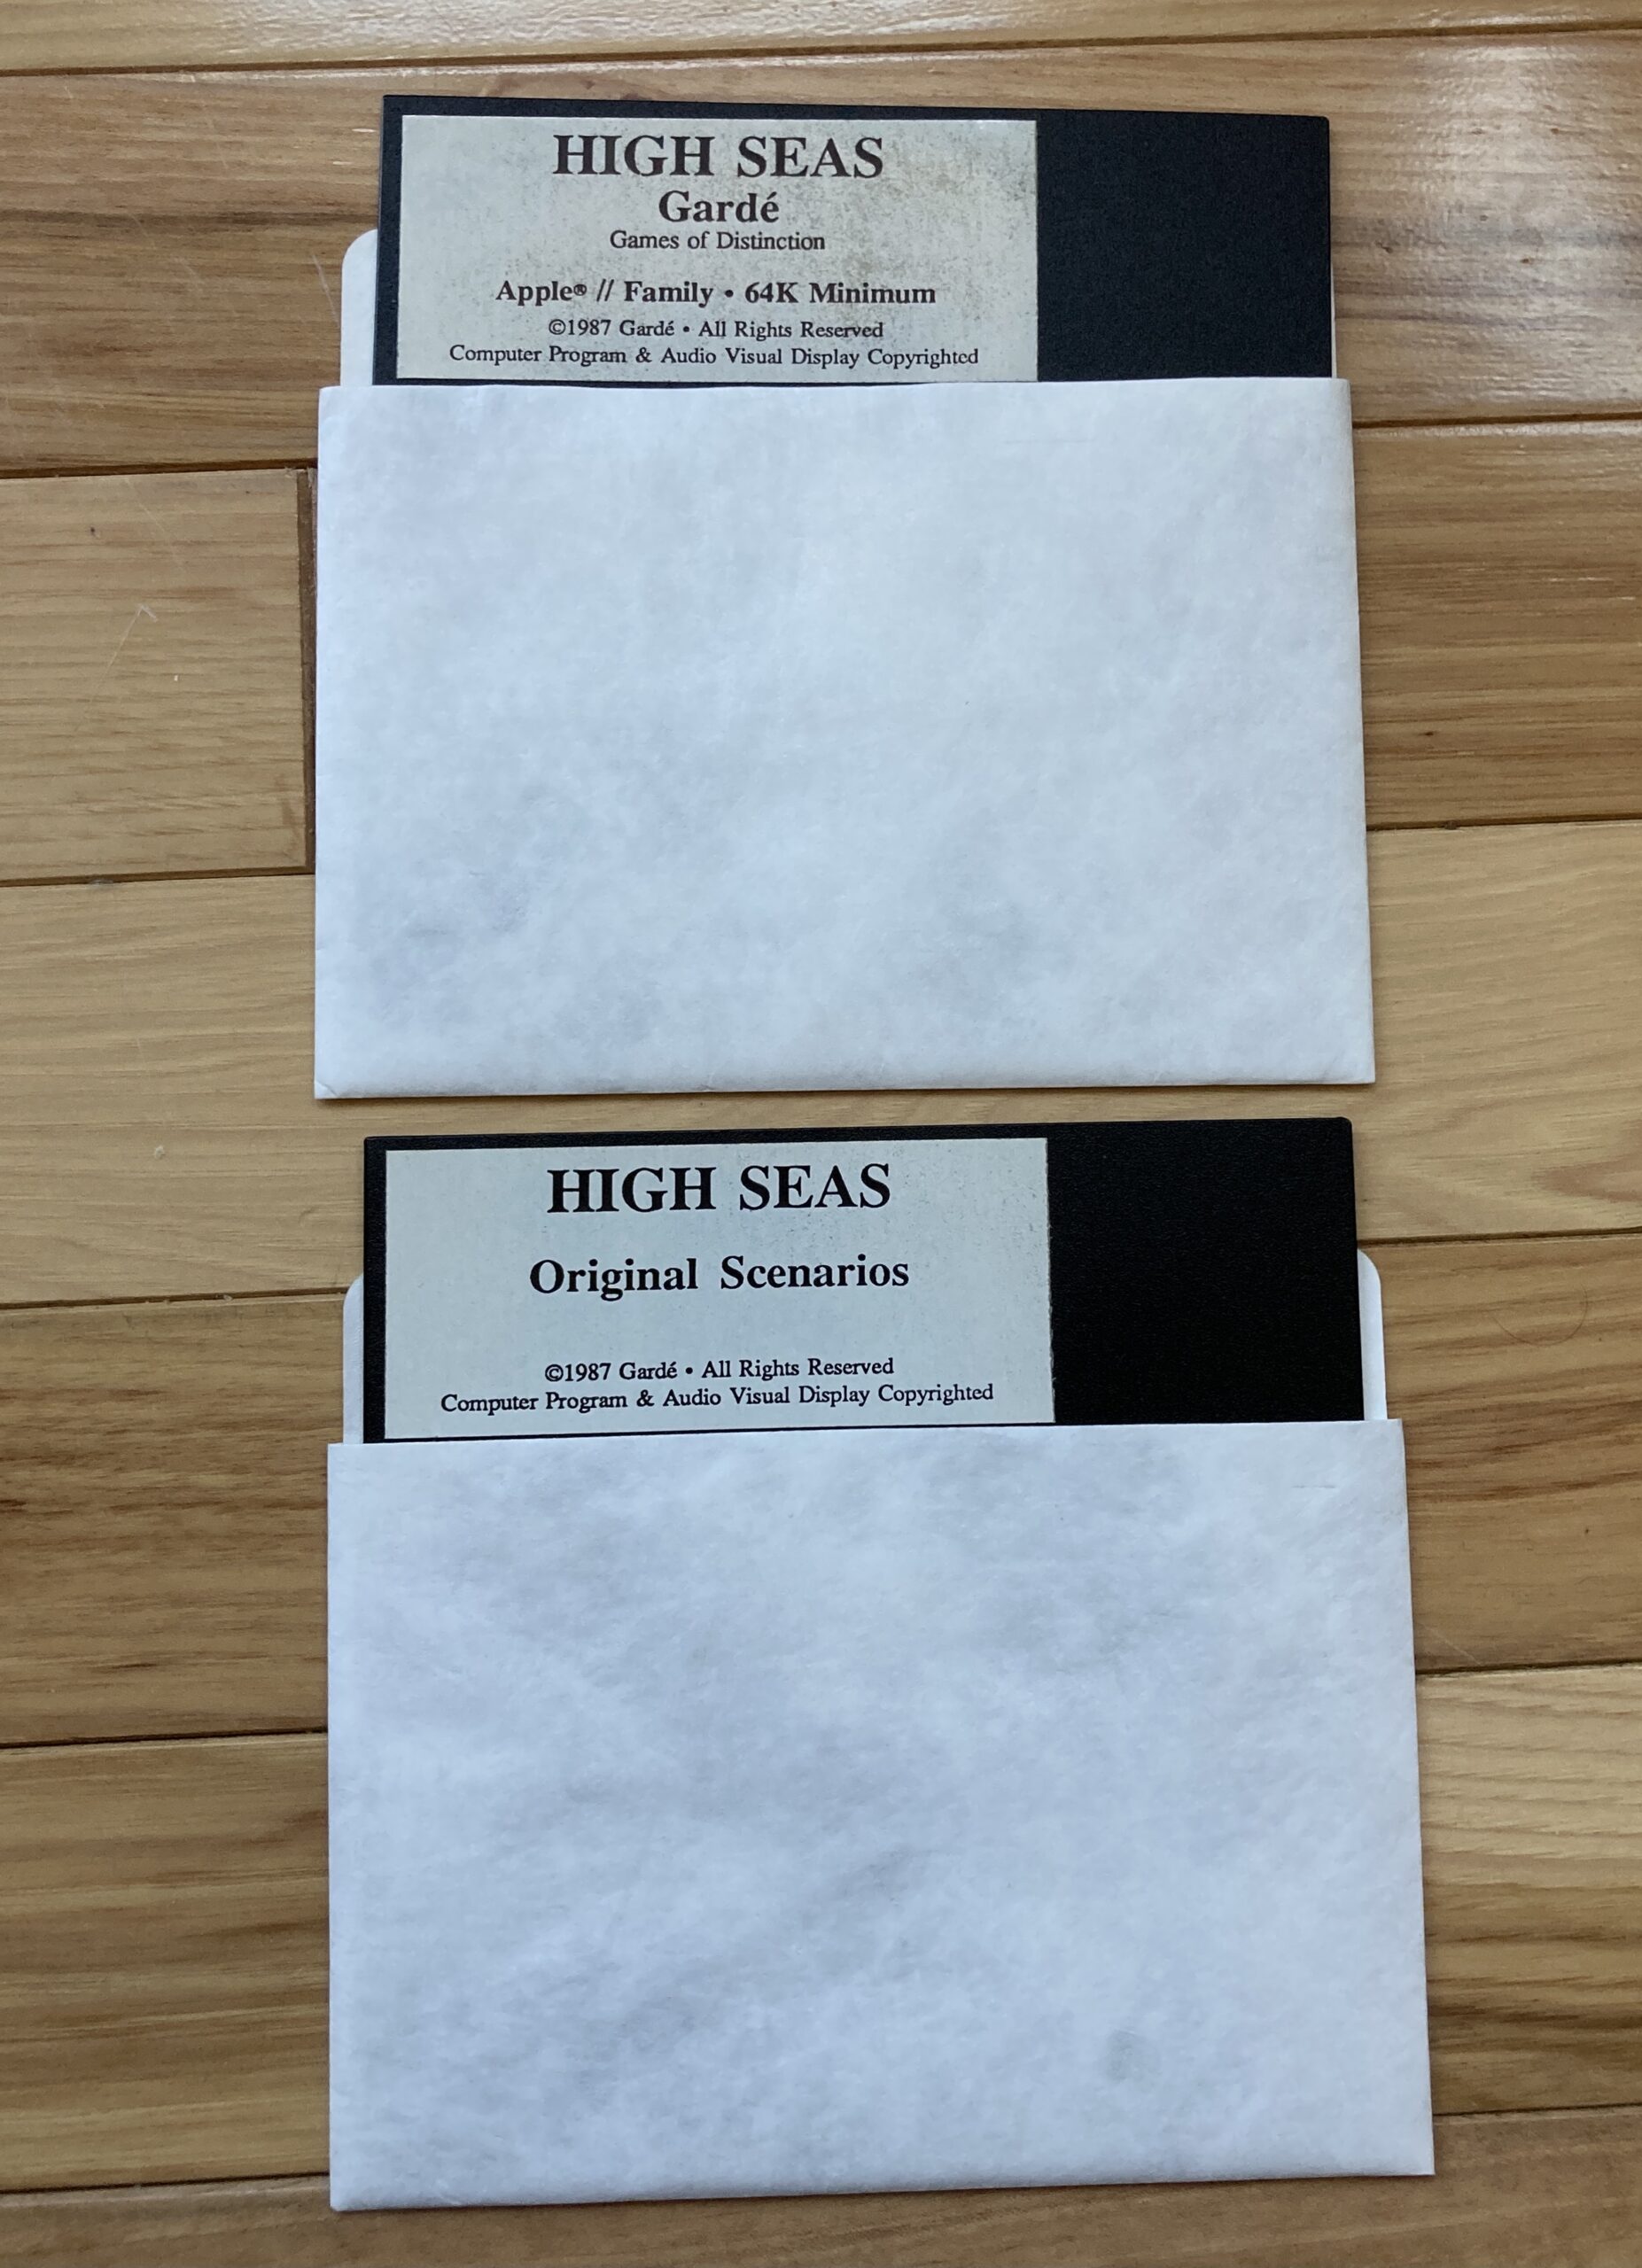 HIGH SEAS
Gardé
Games of Distinction
Apple® // Family • 64K Minimum
©1987 Gardé • All Rights Reserved
Computer Program & Audio Visual Display Copyrighted
HIGH SEAS
Original Scenarios
©1987 Gardé • All Rights Reserved
Computer Program & Audio Visual Display Copyrighted